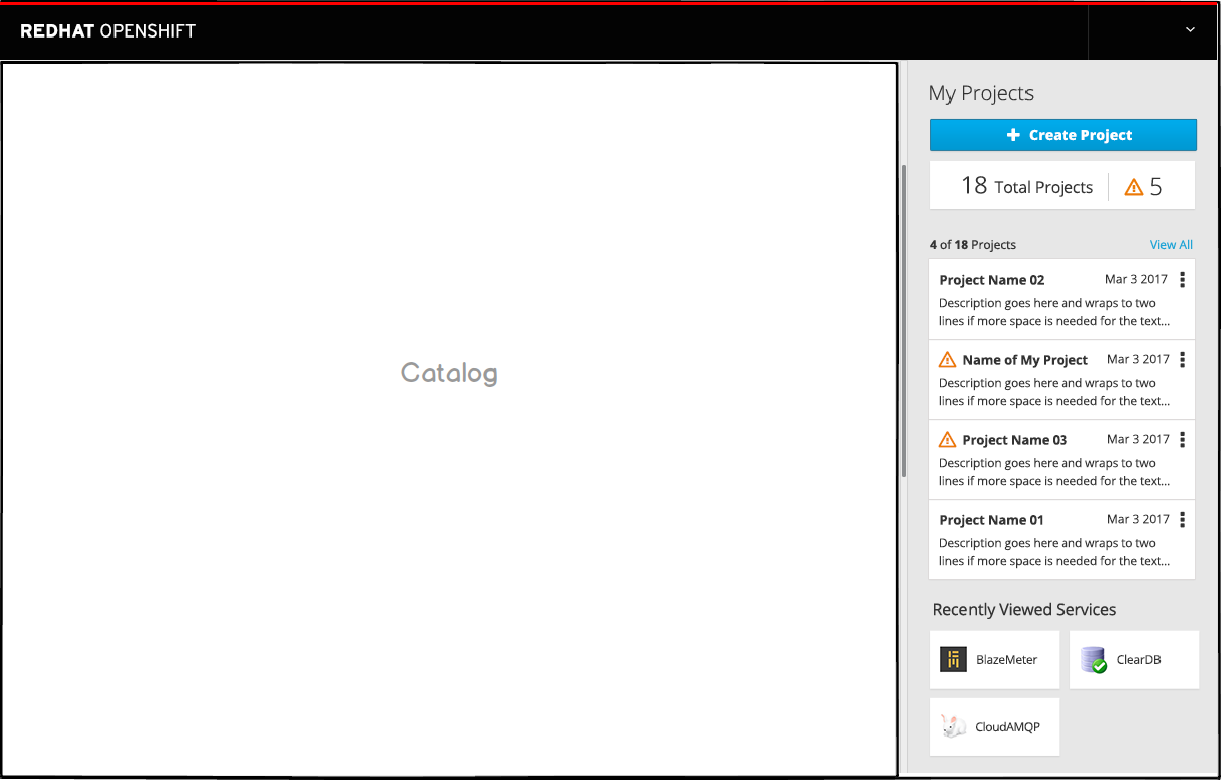 REDHAT OPENSHIFT
My Projects
Create Project
18 Total Projects 5
4 of 18 Projects View All
Project Name 02 Mar 3 2017
Description goes here and wraps to two
lines if more space is needed for the text...
Name of My Project Mar 3 2017
Description goes here and wraps to two
lines if more space is needed for the text...
Project Name 03 Mar 3 2017
Description goes here and wraps to two
lines if more space is needed for the text...
Project Name 01 Mar 3 2017
Description goes here and wraps to two
lines if more space is needed for the text...
Catalog
Recently Viewed Services
BlazeMeter ClearDB
CloudAMQP